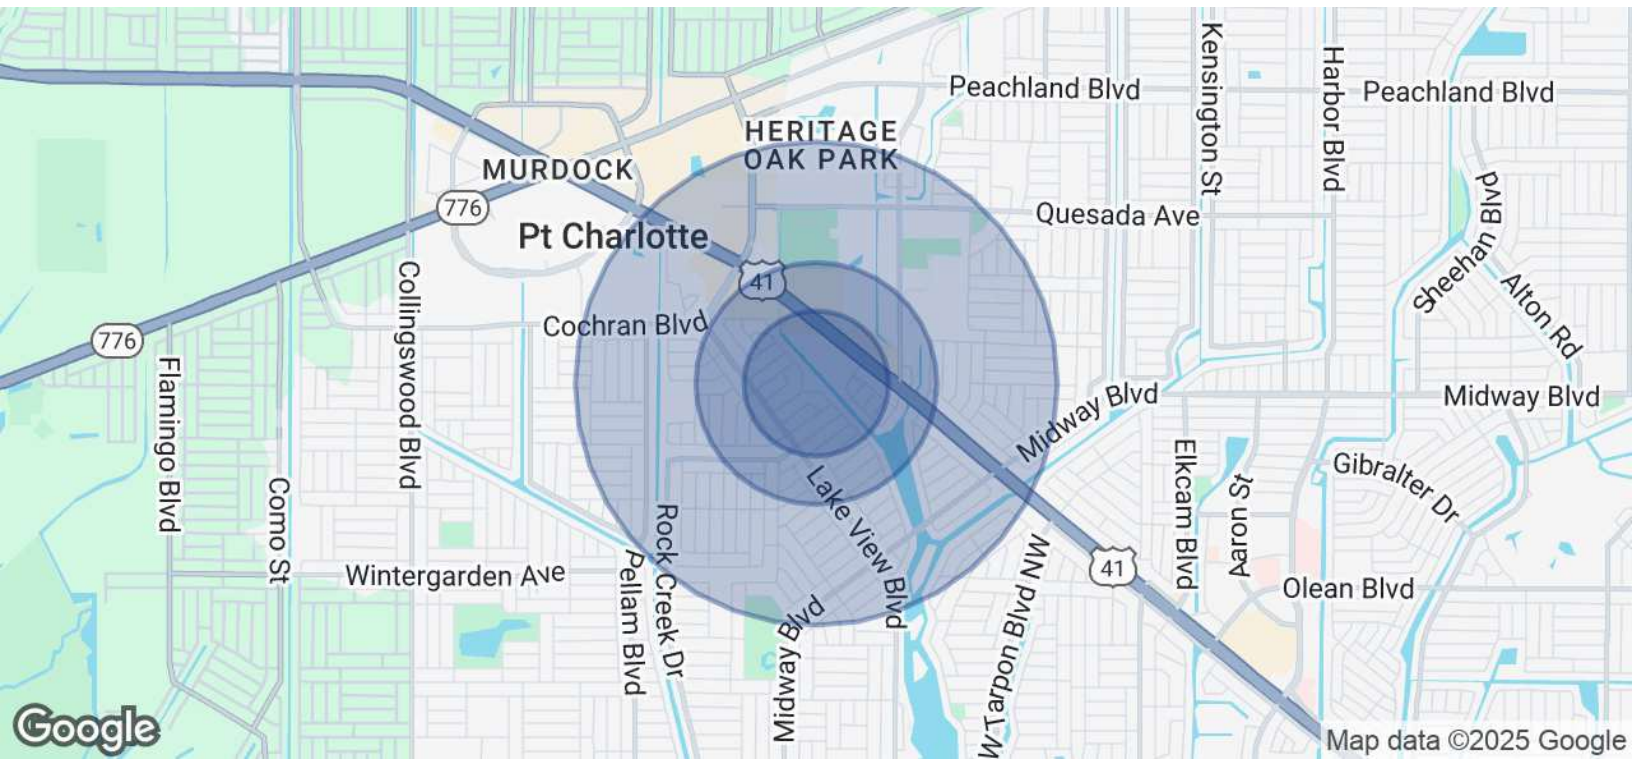 Kensington St
Harbor Blvd
Peachland Blvd
Peachland Blvd
HERITAGE
OAK PARK
MURDOCK
776
Sheehan Blvd
Quesada Ave
Pt Charlotte
41
Collingswood Blvd
Alton Rd
Cochran Blvd
776
Flamingo Blvd
Midway Blvd
Midway Blvd
Elkcam Blvd
Gibralter Dr
Como St
Lake View Blvd
Aaron St
Rock Creek Dr
Pellam Blvd
W Tarpon Blvd NW
41
Wintergarden Ave
Olean Blvd
Midway Blvd
Google
Map data ©2025 Google